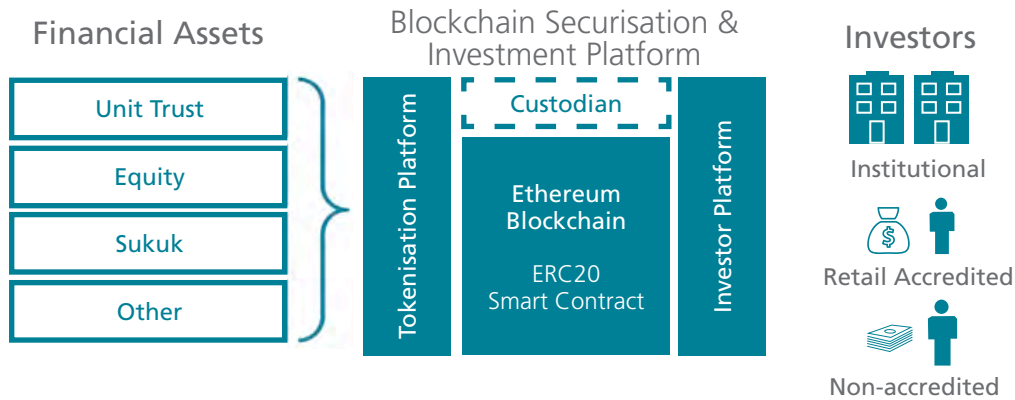 Financial Assets
Unit Trust
Equity
Sukuk
Other
Blockchain Securisation &
Investment Platform
Tokenisation Platform
Custodian
Ethereum
Blockchain
ERC20
Smart Contract
Investor Platform
Investors
Institutional
$
Retail Accredited
Non-accredited